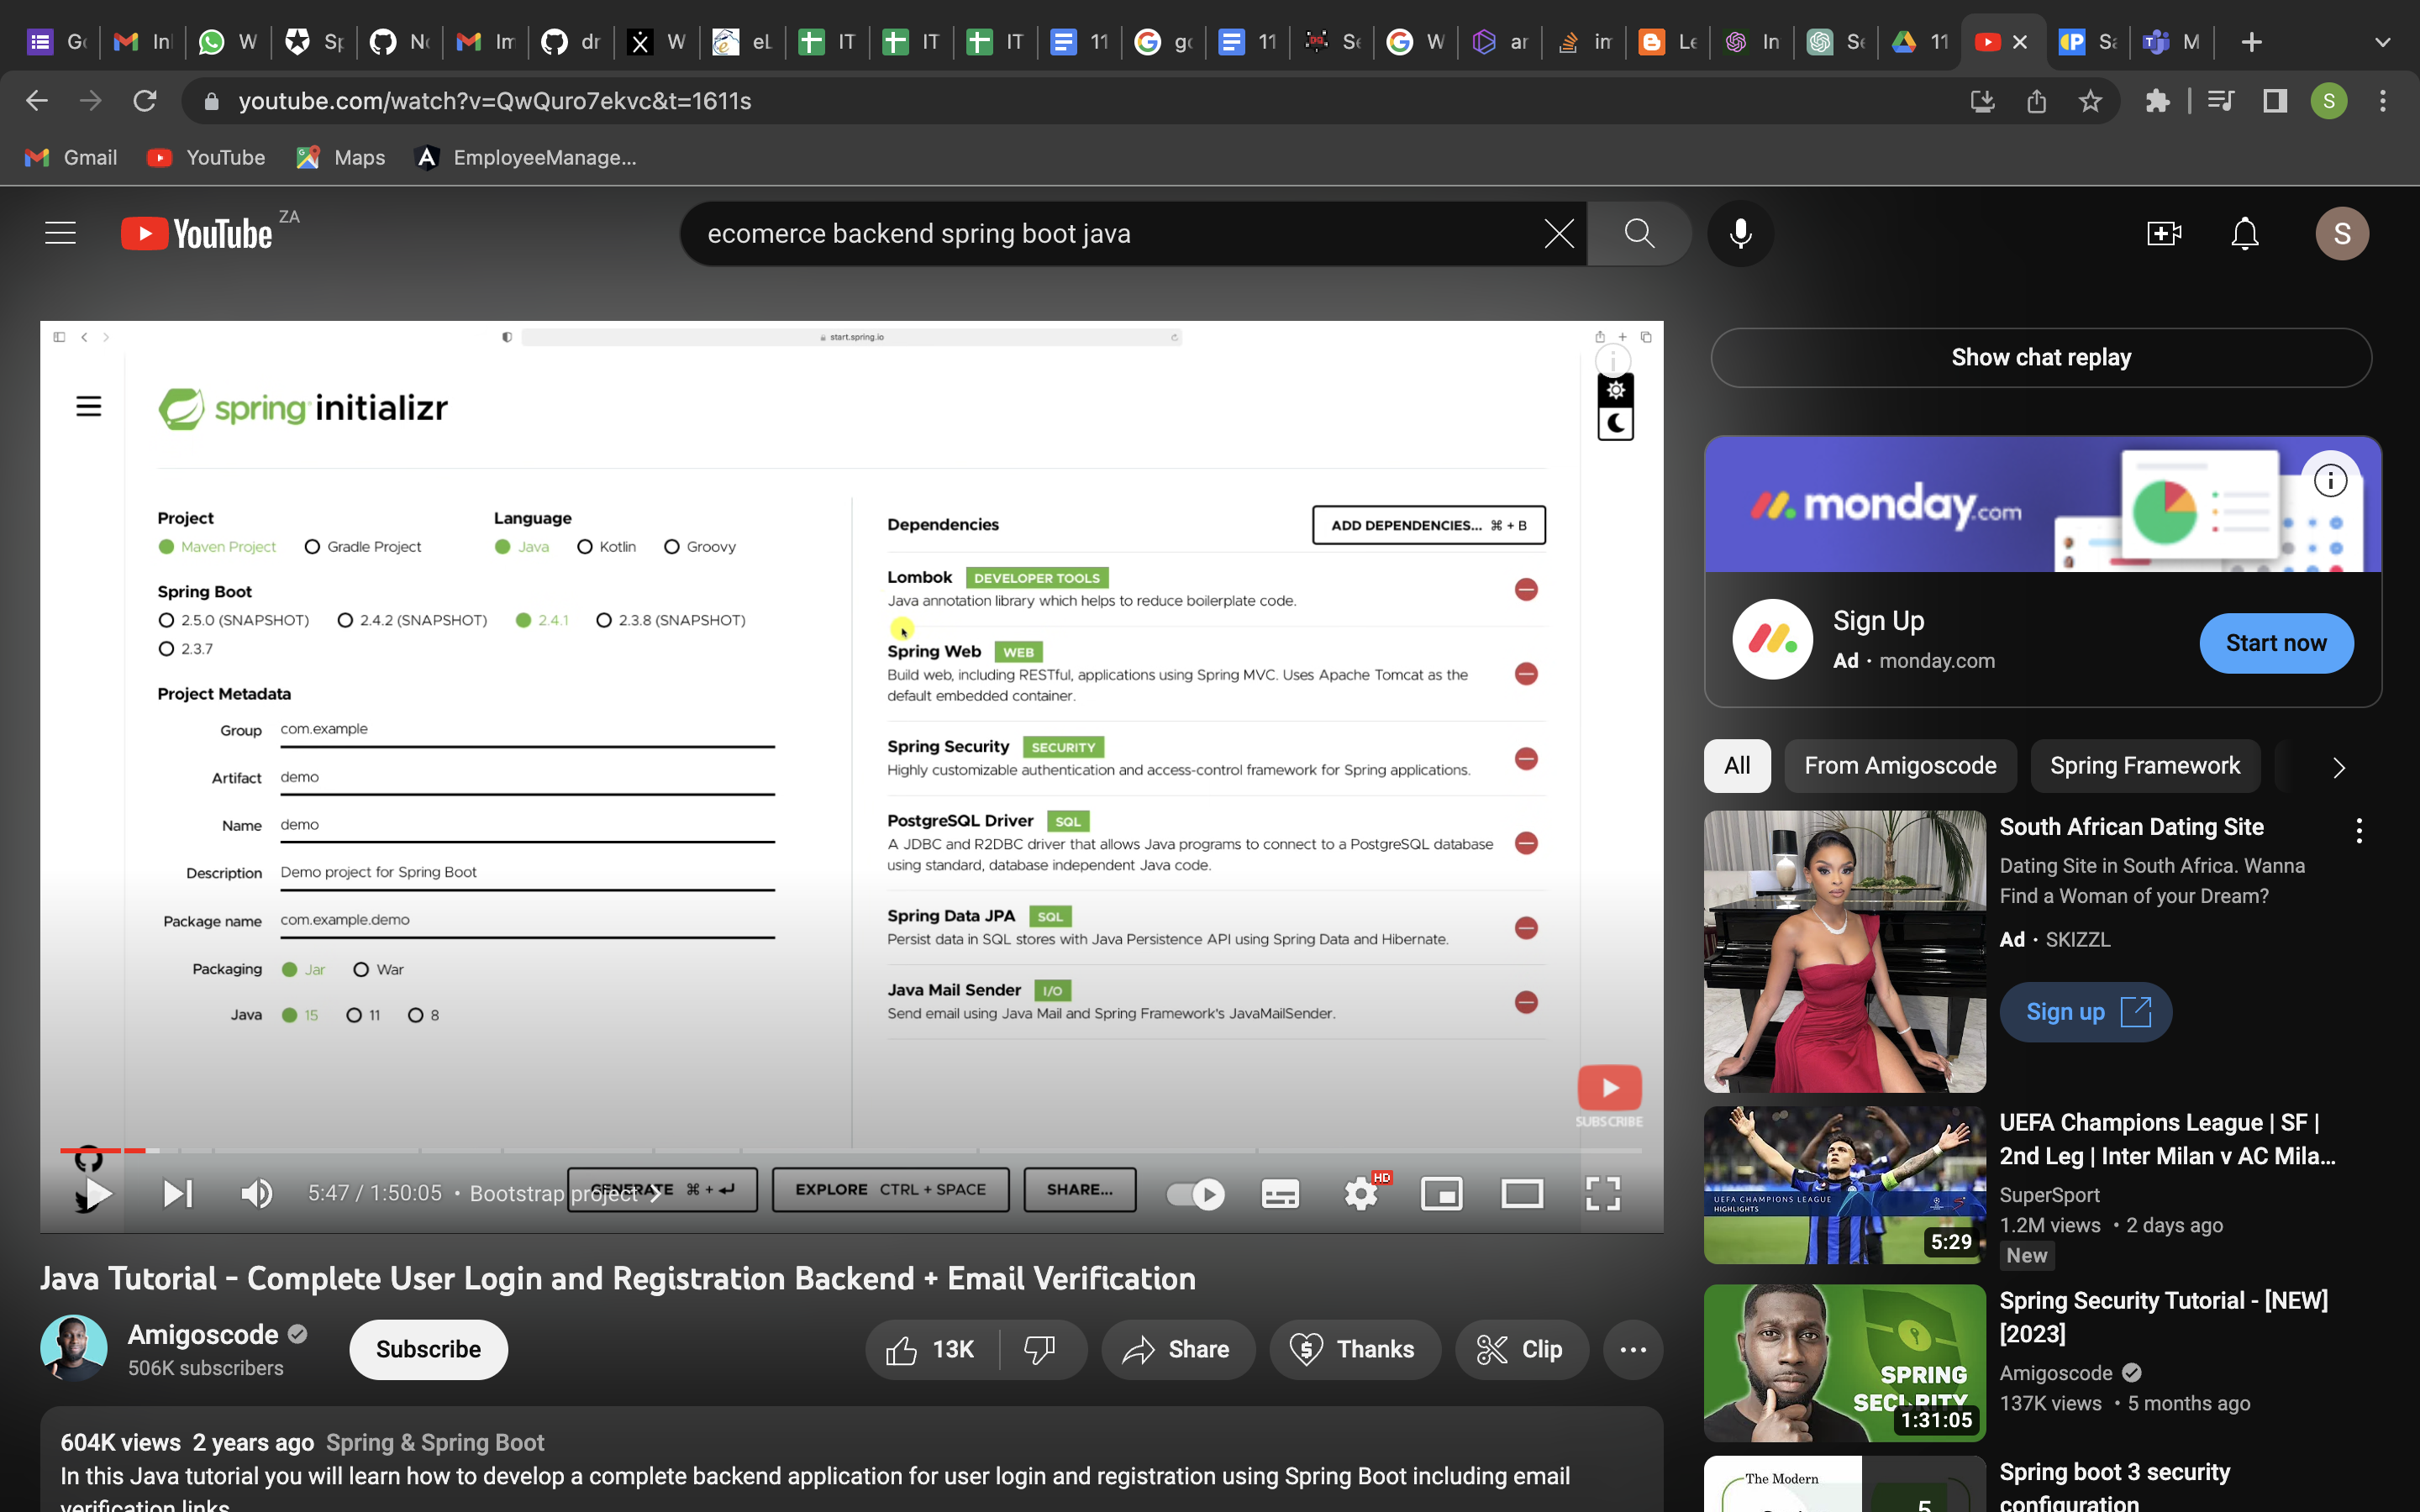 Gc
In
W
Sp
Nc
Im
dr
W
eL
IT
IT
IT
11
gc
11
Se
W
ar
in
Le
In
Se
11
Sa
M
youtube.com/watch?v=QwQuro7ekvc&t=1611s
S
Gmail
YouTube
Maps
EmployeeManage...
YouTube ZA
ecomerce backend spring boot java
S
start.spring.io
spring initializr
Project
Maven Project Gradle Project
Language
Java Kotlin Groovy
Spring Boot
2.5.0 (SNAPSHOT) 2.4.2 (SNAPSHOT) 2.4.1 2.3.8 (SNAPSHOT)
2.3.7
Project Metadata
Group com.example
Artifact demo
Name demo
Description Demo project for Spring Boot
Package name com.example.demo
Packaging Jar War
Java 15 11 8
Dependencies
ADD DEPENDENCIES... ⌘ + B
Lombok DEVELOPER TOOLS
Java annotation library which helps to reduce boilerplate code.
Spring Web WEB
Build web, including RESTful, applications using Spring MVC. Uses Apache Tomcat as the
default embedded container.
Spring Security SECURITY
Highly customizable authentication and access-control framework for Spring applications.
PostgreSQL Driver SQL
A JDBC and R2DBC driver that allows Java programs to connect to a PostgreSQL database
using standard, database independent Java code.
Spring Data JPA SQL
Persist data in SQL stores with Java Persistence API using Spring Data and Hibernate.
Java Mail Sender I/O
Send email using Java Mail and Spring Framework's JavaMailSender.
SUBSCRIBE
5:47 / 1:50:05 • Bootstrap project
GENERATE ⌘ + ↵
EXPLORE CTRL + SPACE
SHARE...
HD
Java Tutorial - Complete User Login and Registration Backend + Email Verification
Amigoscode
506K subscribers
Subscribe
13K
Share
Thanks
Clip
604K views 2 years ago Spring & Spring Boot
In this Java tutorial you will learn how to develop a complete backend application for user login and registration using Spring Boot including email
verification links.
Show chat replay
monday.com
Sign Up
Ad • monday.com
Start now
All
From Amigoscode
Spring Framework
South African Dating Site
Dating Site in South Africa. Wanna
Find a Woman of your Dream?
Ad • SKIZZL
Sign up
UEFA CHAMPIONS LEAGUE
HIGHLIGHTS
5:29
UEFA Champions League | SF |
2nd Leg | Inter Milan v AC Mila...
SuperSport
1.2M views • 2 days ago
New
SPRING
SECURITY
1:31:05
Spring Security Tutorial - [NEW]
[2023]
Amigoscode
137K views • 5 months ago
The Modern
5
Spring boot 3 security
configuration